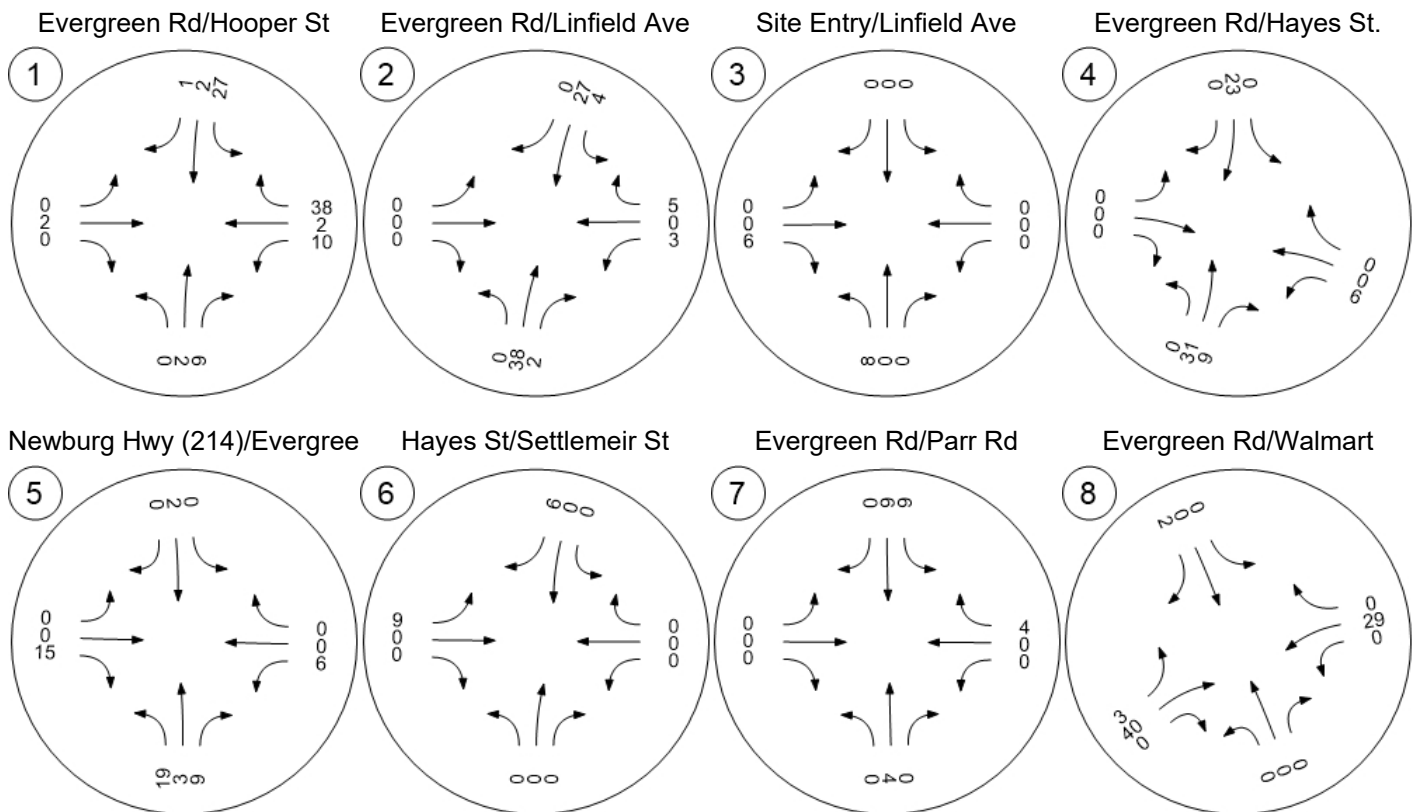 Evergreen Rd/Hooper St
1
1 2 27
0
2
0
38
2
10
0 2 6
Evergreen Rd/Linfield Ave
2
0 27 4
0
0
0
5
0
3
0 38 2
Site Entry/Linfield Ave
3
0 0 0
0
0
6
0
0
0
8 0 0
Evergreen Rd/Hayes St.
4
0 23 0
0
0
0
0
0
6
0 31 9
Newburg Hwy (214)/Evergree
5
0 2 0
0
0
15
0
0
6
19 3 9
Hayes St/Settlemeir St
6
6 0 0
9
0
0
0
0
0
0 0 0
Evergreen Rd/Parr Rd
7
0 6 6
0
0
0
4
0
0
0 4 0
Evergreen Rd/Walmart
8
2 0 0
0
29
0
3
40
0
0 0 0